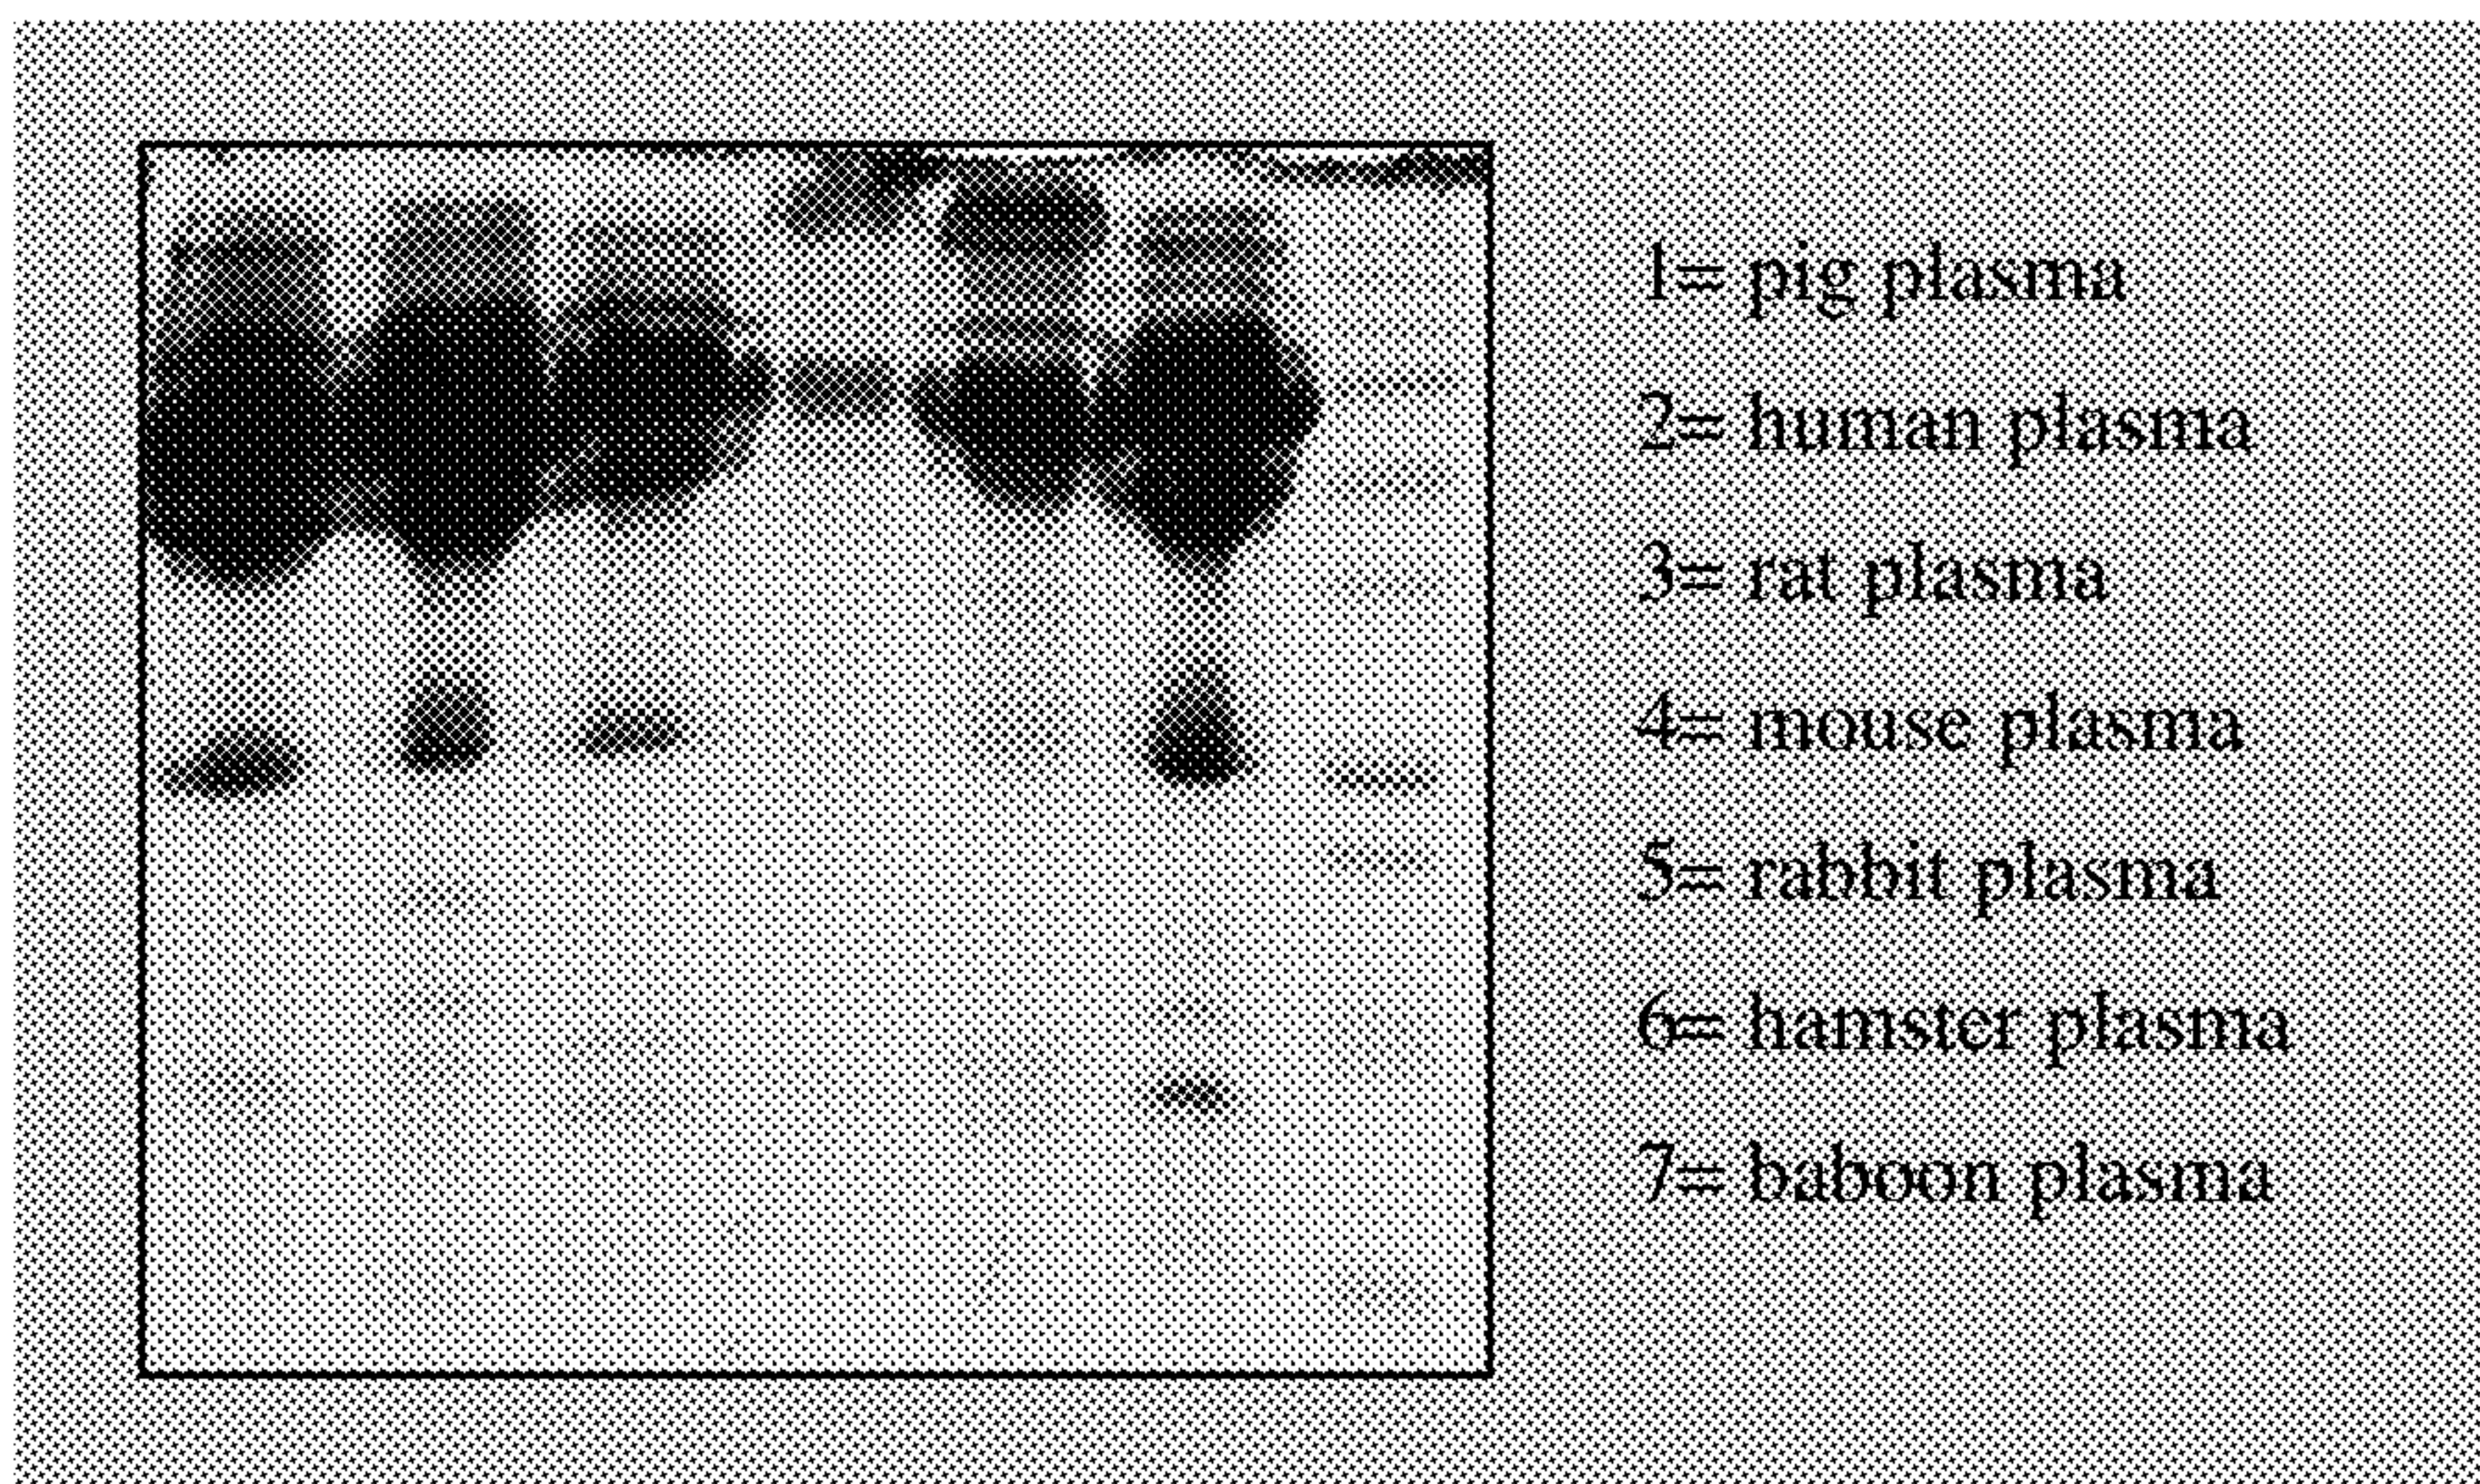 1= pig plasma
2= human plasma
3= rat plasma
4= mouse plasma
5= rabbit plasma
6= hamster plasma
7= baboon plasma